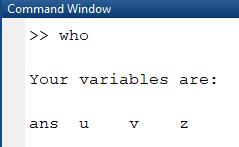 Command Window
>> who
Your variables are:
ans u v z